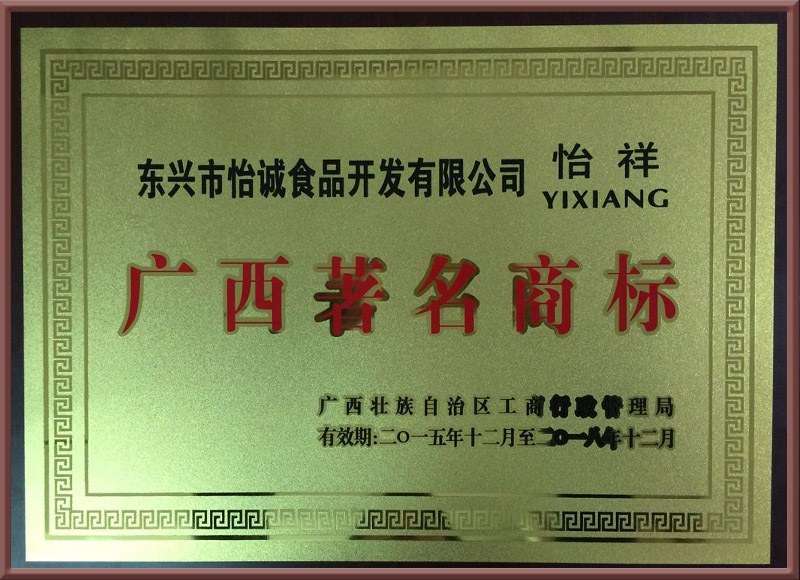 东兴市怡诚食品开发有限公司 怡祥
YIXIANG
广西著名商标
广西壮族自治区工商行政管理局
有效期:二〇一五年十二月至二〇一八年十二月